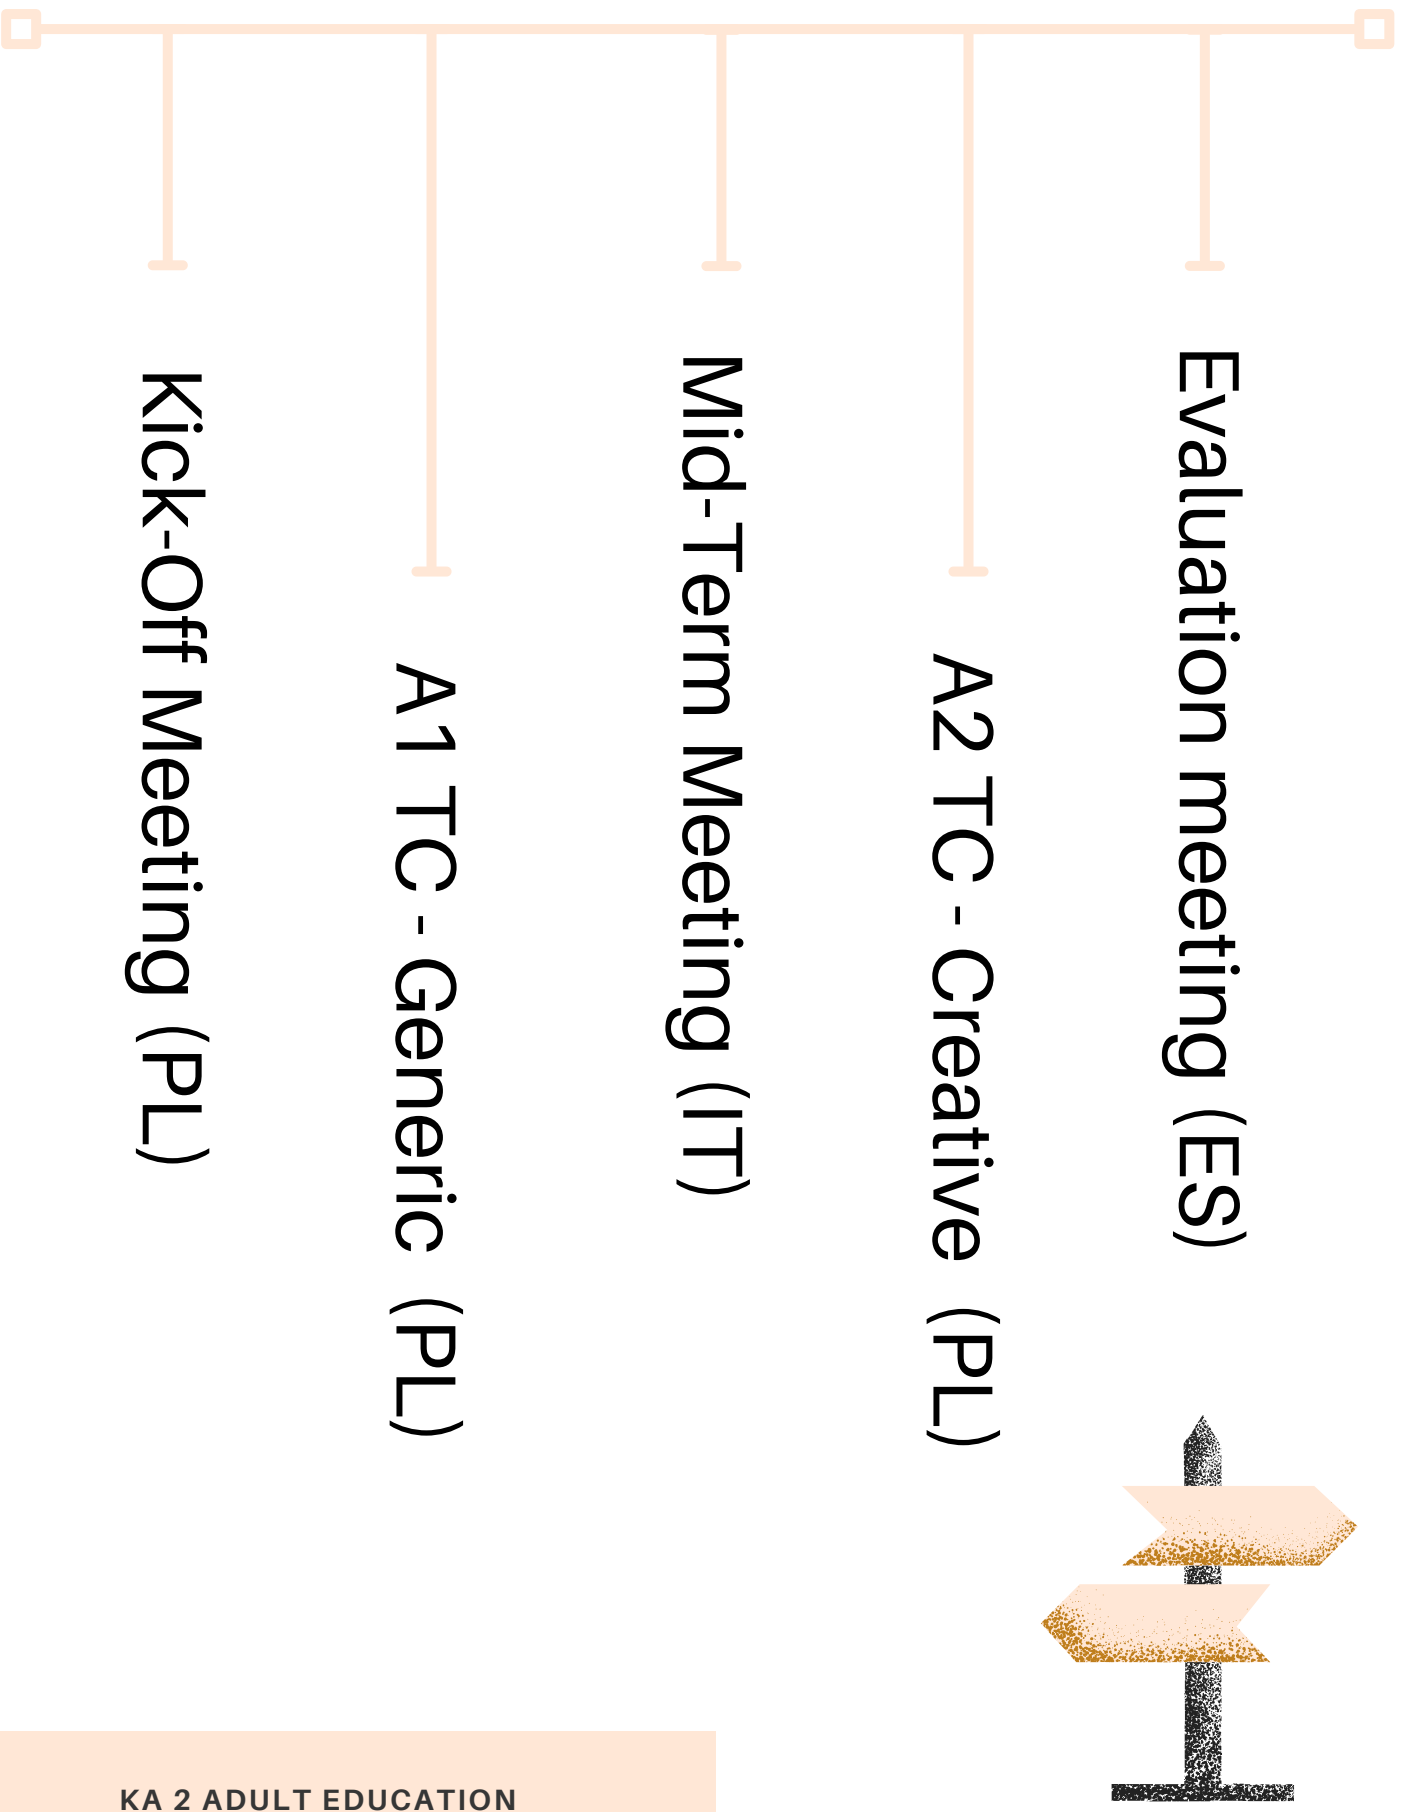 Kick-Off Meeting (PL)
A1 TC - Generic (PL)
Mid-Term Meeting (IT)
A2 TC - Creative (PL)
Evaluation meeting (ES)
KA 2 ADULT EDUCATION